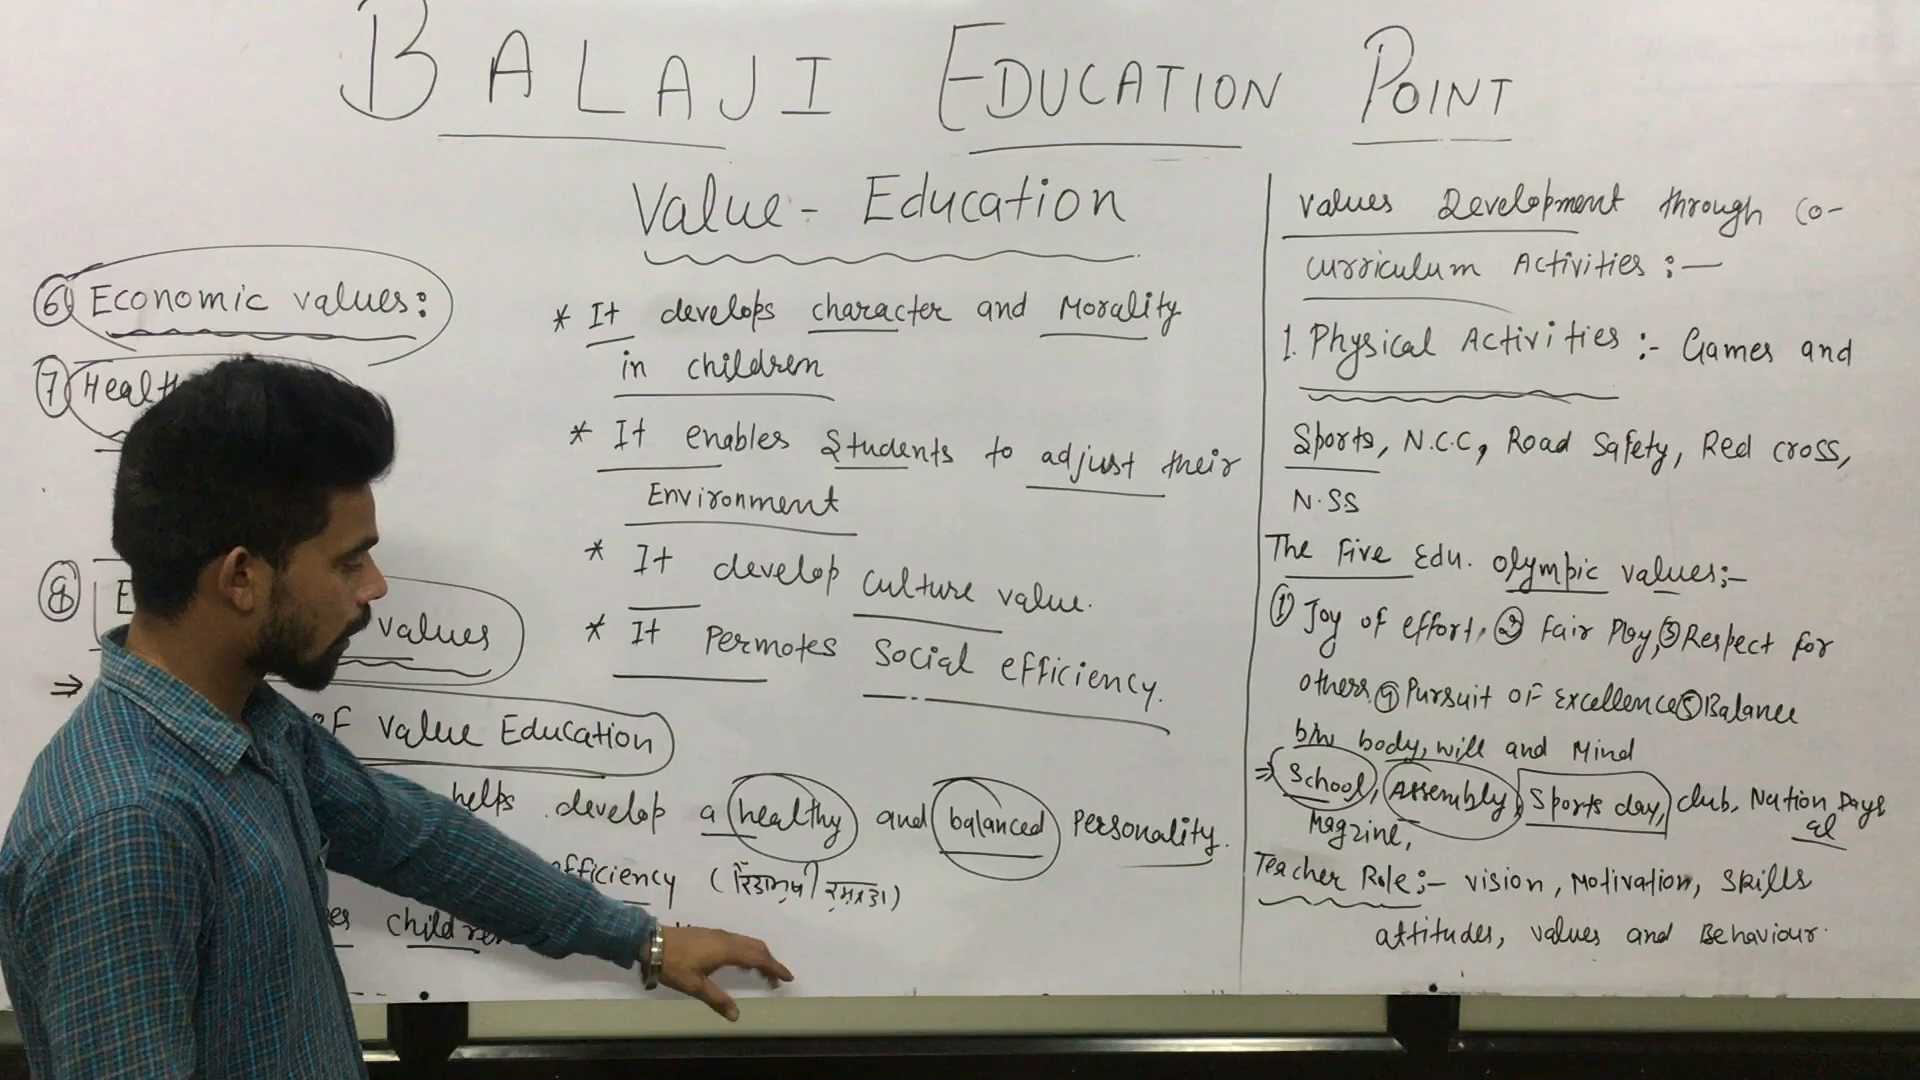 BALAJI EDUCATION POINT
Value - Education
⑥ Economic values:
⑦ Healt
⑧ E
values
⇒
of value Education
helps develop a healthy and balanced Personality.
efficiency
children
* It develops character and Morality
in children
* It enables Students to adjust their
Environment
* It develop culture value.
* It Permotes Social efficiency.
values Development through co-
curriculum Activities :—
1. Physical Activities :- Games and
Sports, N.C.C, Road Safety, Red cross,
N.SS
The Five Edu. Olympic values:-
① Joy of effort, ② Fair Play, ③ Respect for
others ④ Pursuit of Excellence ⑤ Balance
b/w body, will and Mind
⇒ School, Assembly, Sports day, club, National Days
Magzine,
Teacher Role:- vision, Motivation, Skills
attitudes, values and Behaviour.